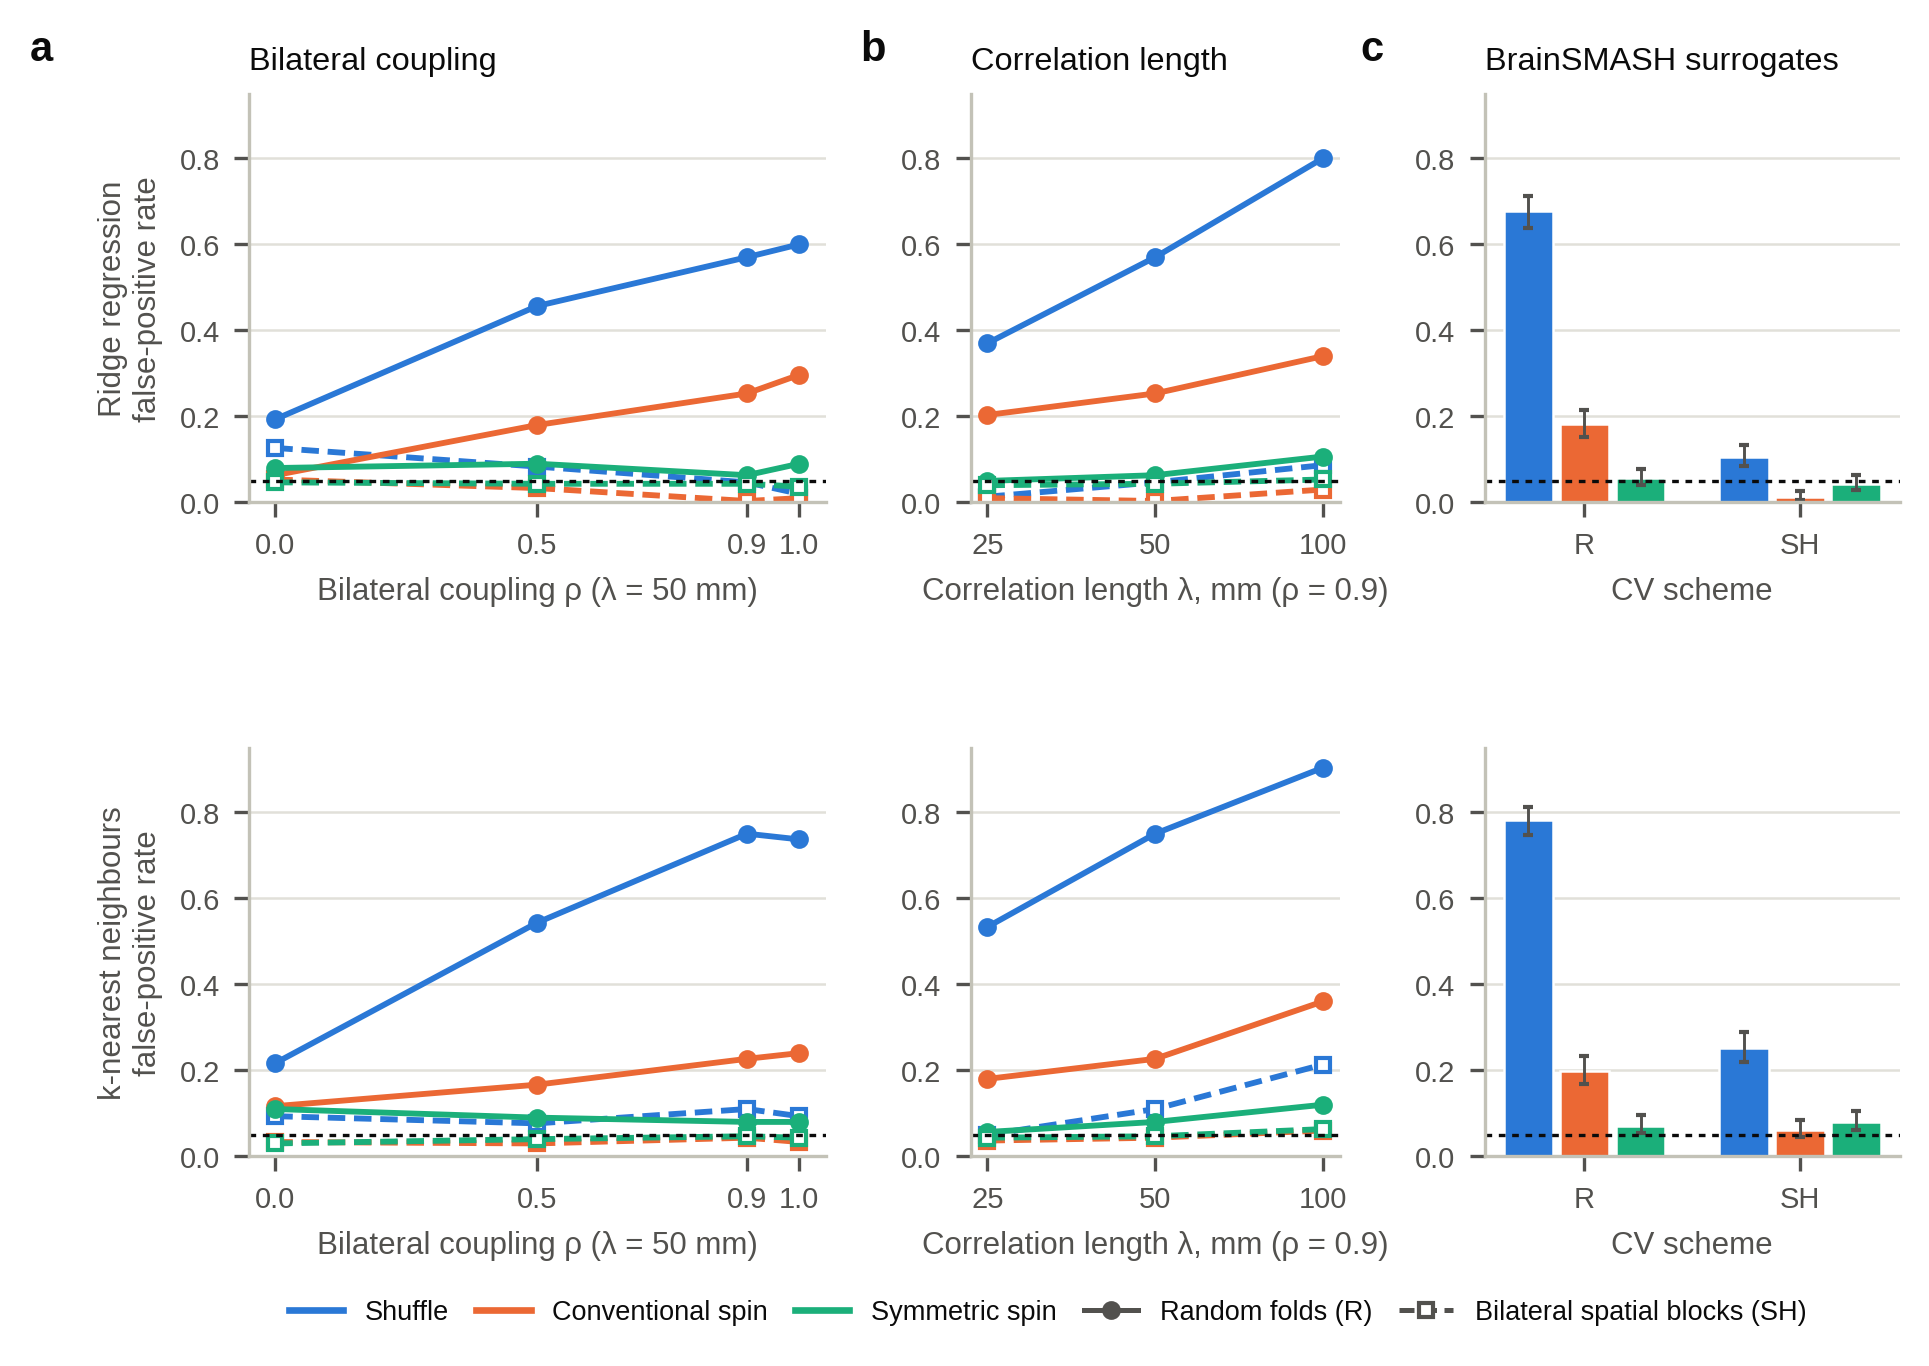 a
Bilateral coupling
b
Correlation length
c
BrainSMASH surrogates
Ridge regression
false-positive rate
0.8
0.6
0.4
0.2
0.0
0.0 0.5 0.9 1.0
Bilateral coupling ρ (λ = 50 mm)
0.8
0.6
0.4
0.2
0.0
25 50 100
Correlation length λ, mm (ρ = 0.9)
0.8
0.6
0.4
0.2
0.0
R SH
CV scheme
k-nearest neighbours
false-positive rate
0.8
0.6
0.4
0.2
0.0
0.0 0.5 0.9 1.0
Bilateral coupling ρ (λ = 50 mm)
0.8
0.6
0.4
0.2
0.0
25 50 100
Correlation length λ, mm (ρ = 0.9)
0.8
0.6
0.4
0.2
0.0
R SH
CV scheme
Shuffle Conventional spin Symmetric spin Random folds (R) Bilateral spatial blocks (SH)